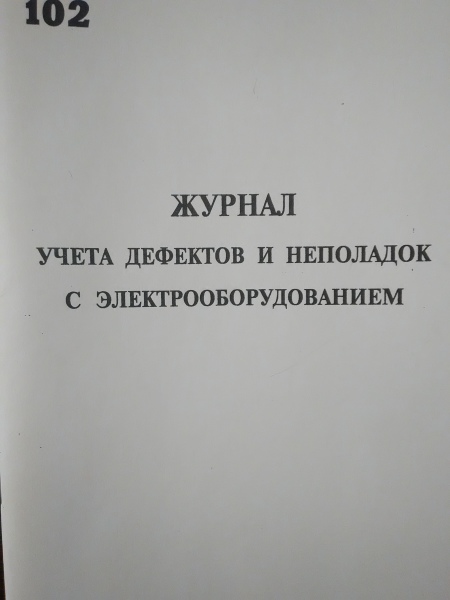 102
ЖУРНАЛ
УЧЕТА ДЕФЕКТОВ И НЕПОЛАДОК
С ЭЛЕКТРООБОРУДОВАНИЕМ